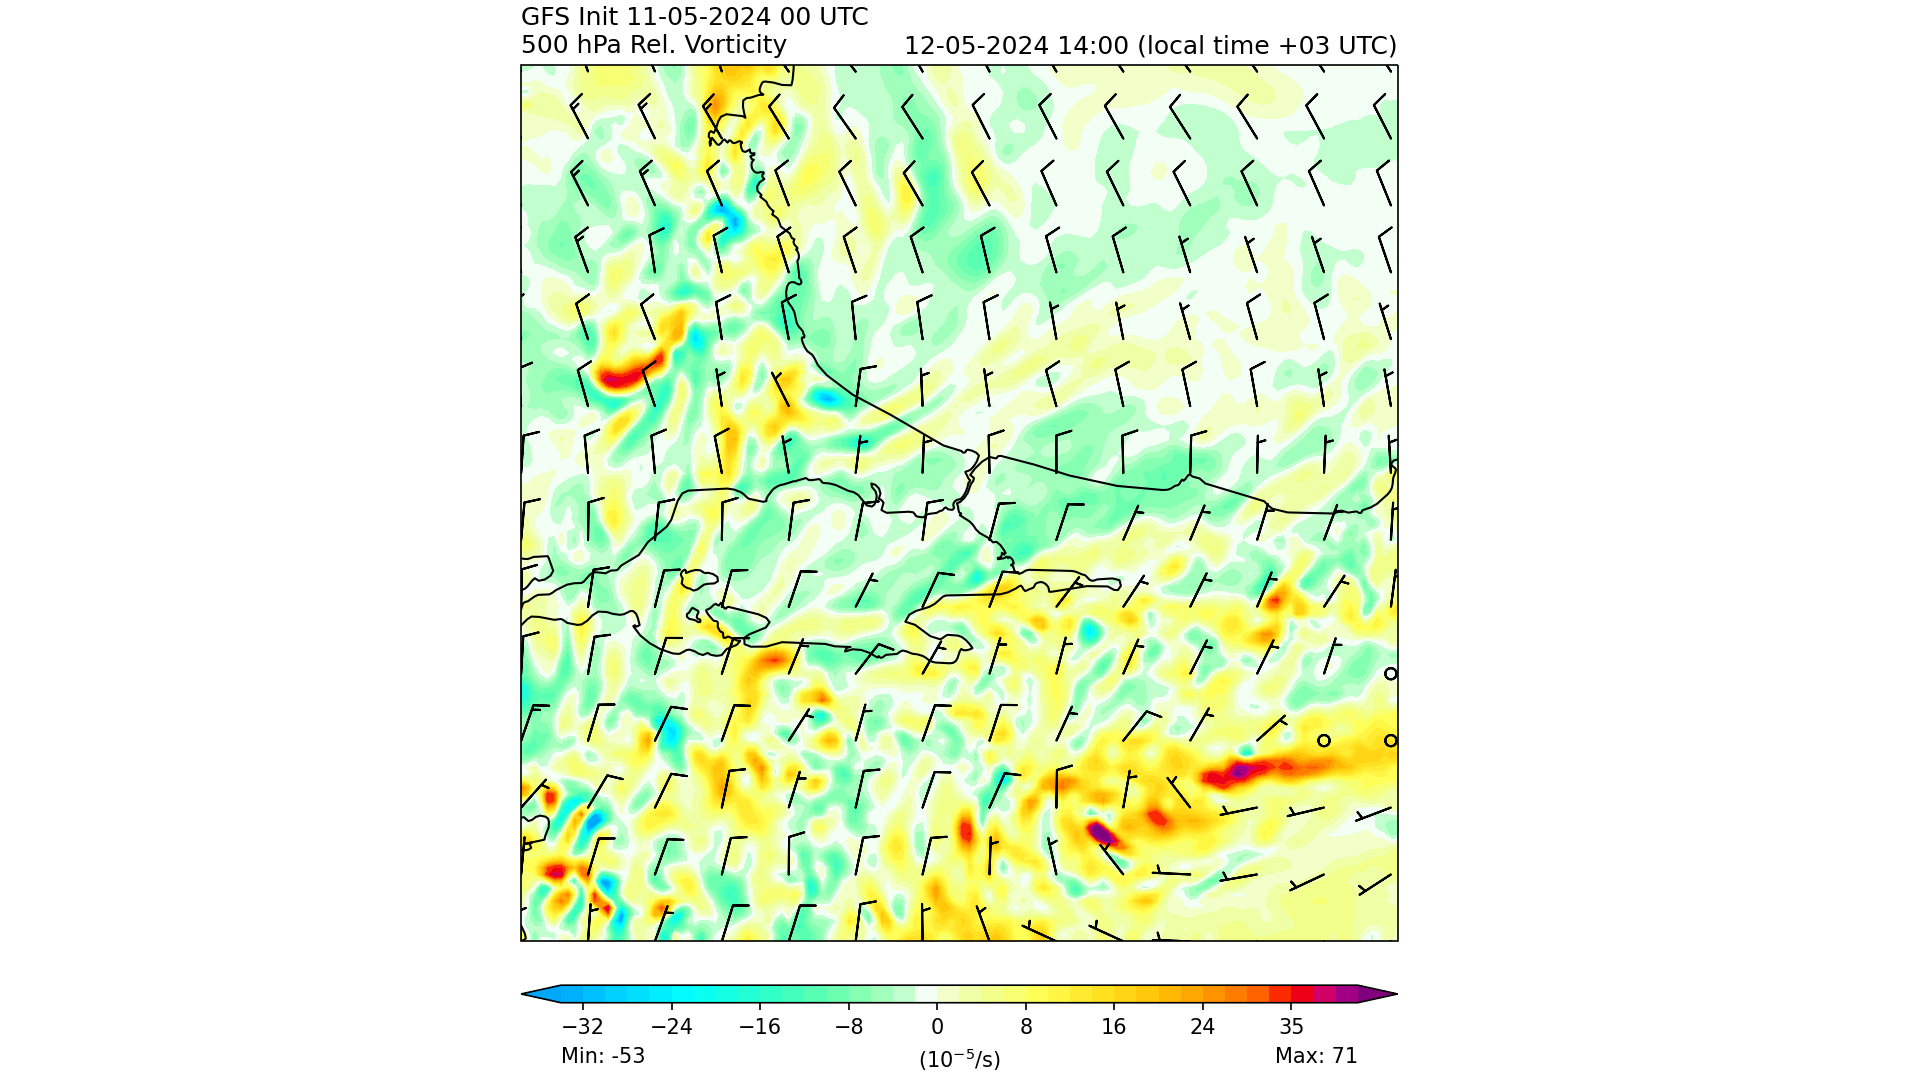 GFS Init 11-05-2024 00 UTC
500 hPa Rel. Vorticity
12-05-2024 14:00 (local time +03 UTC)
−32 −24 −16 −8 0 8 16 24 35
Min: -53 (10⁻⁵/s) Max: 71